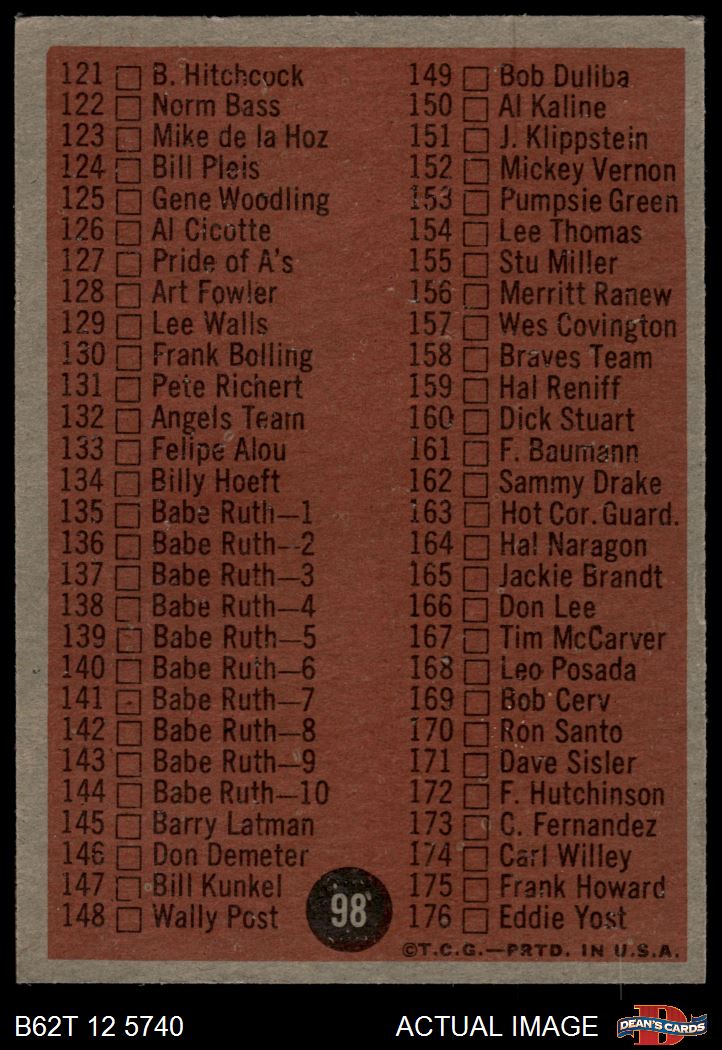 121 B. Hitchcock
122 Norm Bass
123 Mike de la Hoz
124 Bill Pleis
125 Gene Woodling
126 Al Cicotte
127 Pride of A's
128 Art Fowler
129 Lee Walls
130 Frank Bolling
131 Pete Richert
132 Angels Team
133 Felipe Alou
134 Billy Hoeft
135 Babe Ruth—1
136 Babe Ruth--2
137 Babe Ruth—3
138 Babe Ruth—4
139 Babe Ruth—5
140 Babe Ruth—6
141 Babe Ruth—7
142 Babe Ruth—8
143 Babe Ruth—9
144 Babe Ruth—10
145 Barry Latman
146 Don Demeter
147 Bill Kunkel
148 Wally Post
149 Bob Duliba
150 Al Kaline
151 J. Klippstein
152 Mickey Vernon
153 Pumpsie Green
154 Lee Thomas
155 Stu Miller
156 Merritt Ranew
157 Wes Covington
158 Braves Team
159 Hal Reniff
160 Dick Stuart
161 F. Baumann
162 Sammy Drake
163 Hot Cor. Guard.
164 Hal Naragon
165 Jackie Brandt
166 Don Lee
167 Tim McCarver
168 Leo Posada
169 Bob Cerv
170 Ron Santo
171 Dave Sisler
172 F. Hutchinson
173 C. Fernandez
174 Carl Willey
175 Frank Howard
176 Eddie Yost
98
©T.C.G.—PRTD. IN U.S.A.
B62T 12 5740
ACTUAL IMAGE
D
DEAN'S CARDS